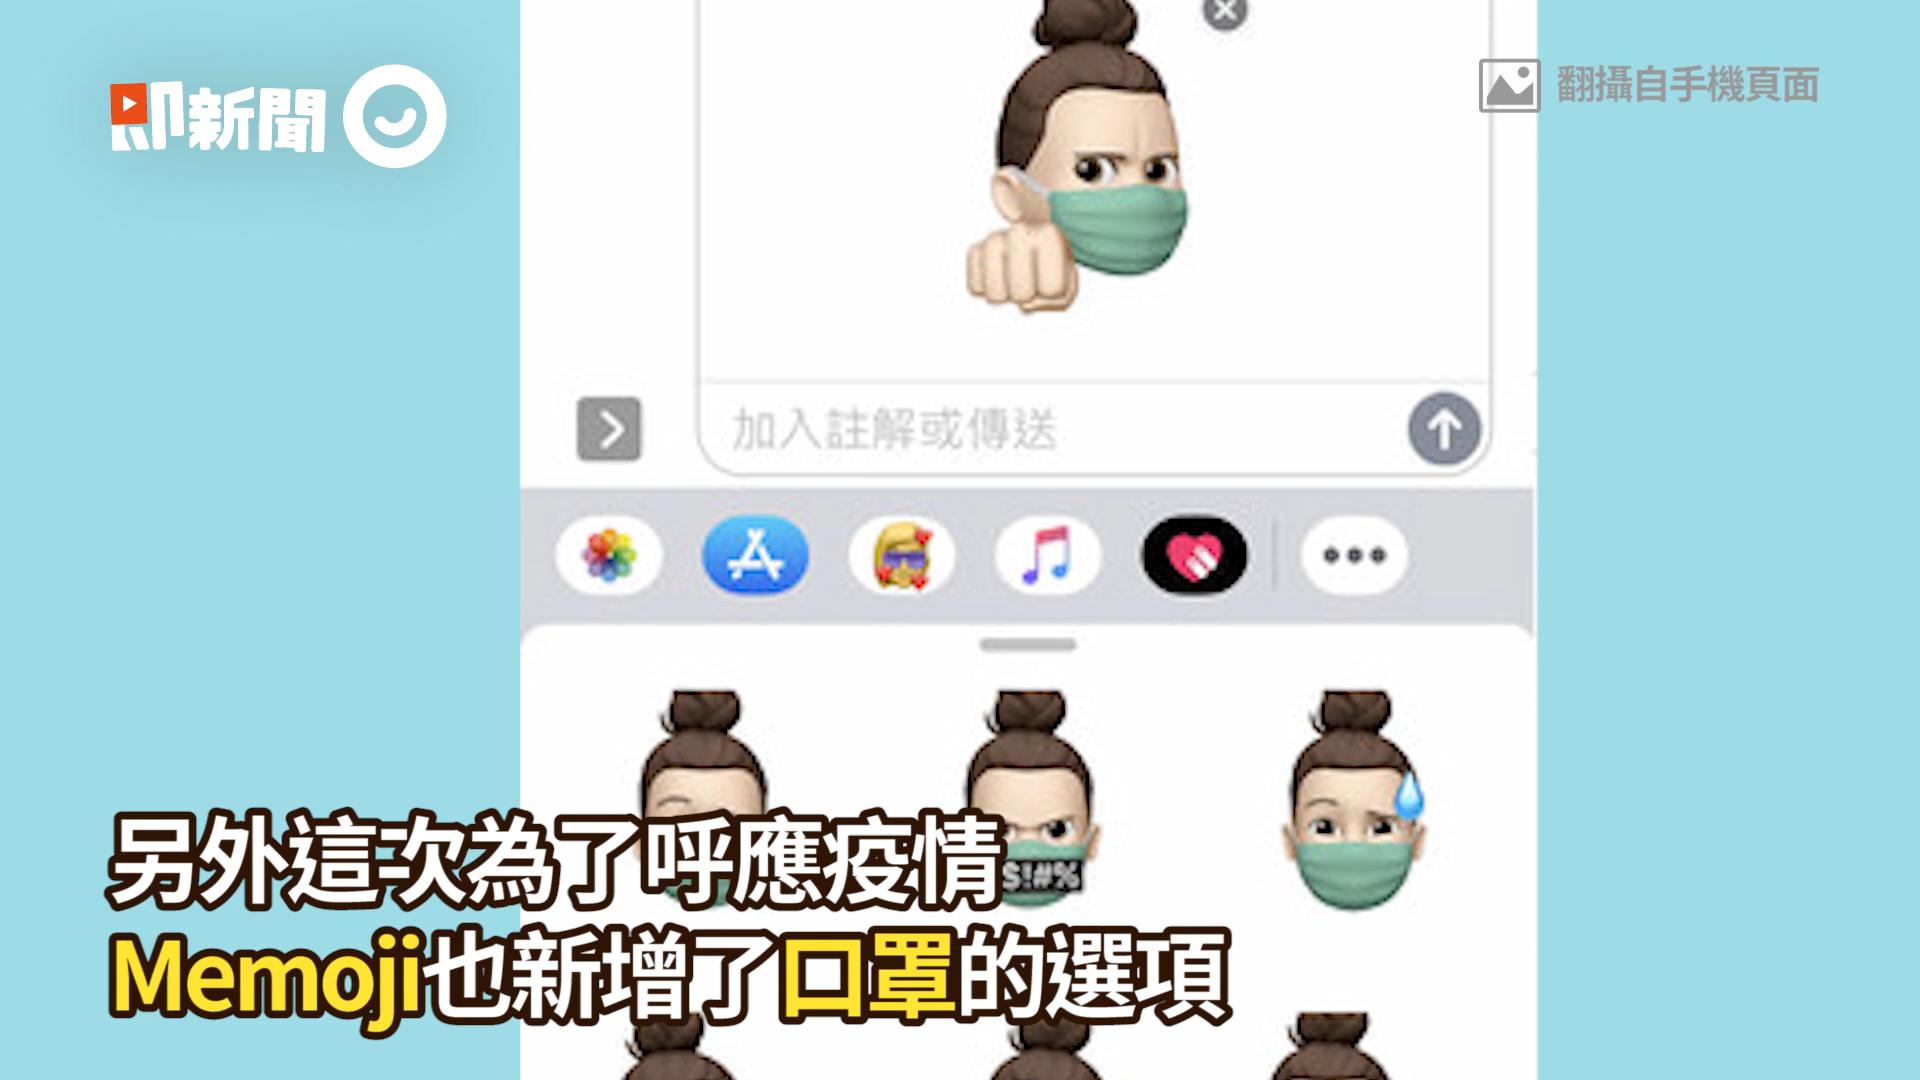 即新聞
翻攝自手機頁面
加入註解或傳送
$!#%
另外這次為了呼應疫情
Memoji也新增了口罩的選項